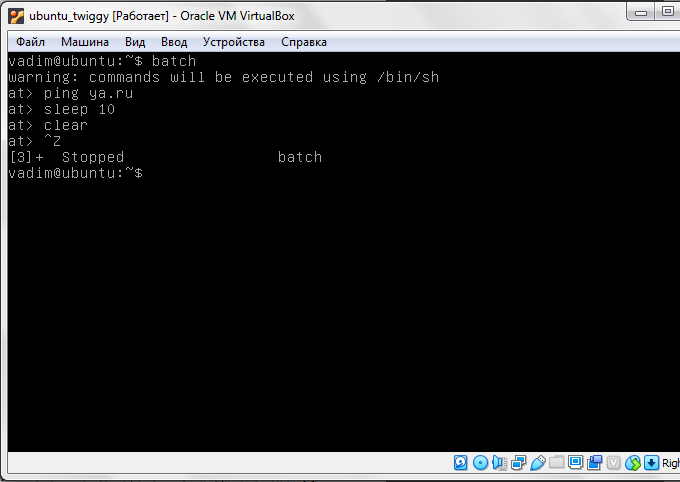 ubuntu_twiggy [Работает] - Oracle VM VirtualBox
Файл Машина Вид Ввод Устройства Справка
vadim@ubuntu:~$ batch
warning: commands will be executed using /bin/sh
at> ping ya.ru
at> sleep 10
at> clear
at> ^Z
[3]+  Stopped                 batch
vadim@ubuntu:~$
Righ